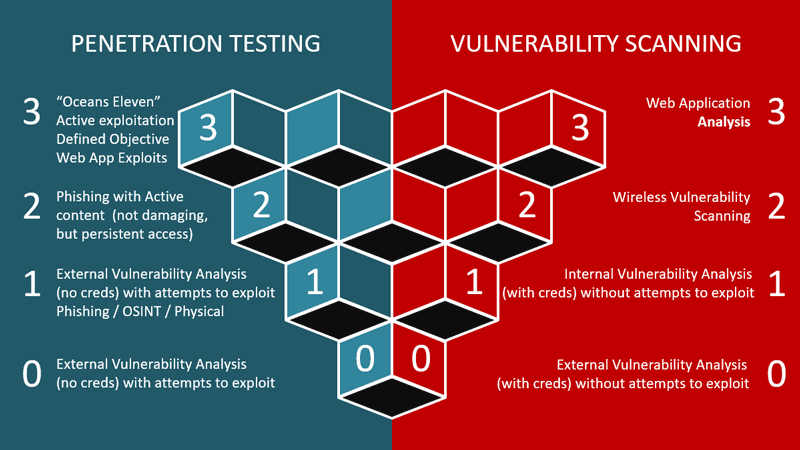 PENETRATION TESTING
VULNERABILITY SCANNING
3
“Oceans Eleven”
Active exploitation
Defined Objective
Web App Exploits
2
Phishing with Active
content (not damaging,
but persistent access)
1
External Vulnerability Analysis
(no creds) with attempts to exploit
Phishing / OSINT / Physical
0
External Vulnerability Analysis
(no creds) with attempts to exploit
3
3
2
2
1
1
0
0
Web Application
Analysis
3
Wireless Vulnerability
Scanning
2
Internal Vulnerability Analysis
(with creds) without attempts to exploit
1
External Vulnerability Analysis
(with creds) without attempts to exploit
0